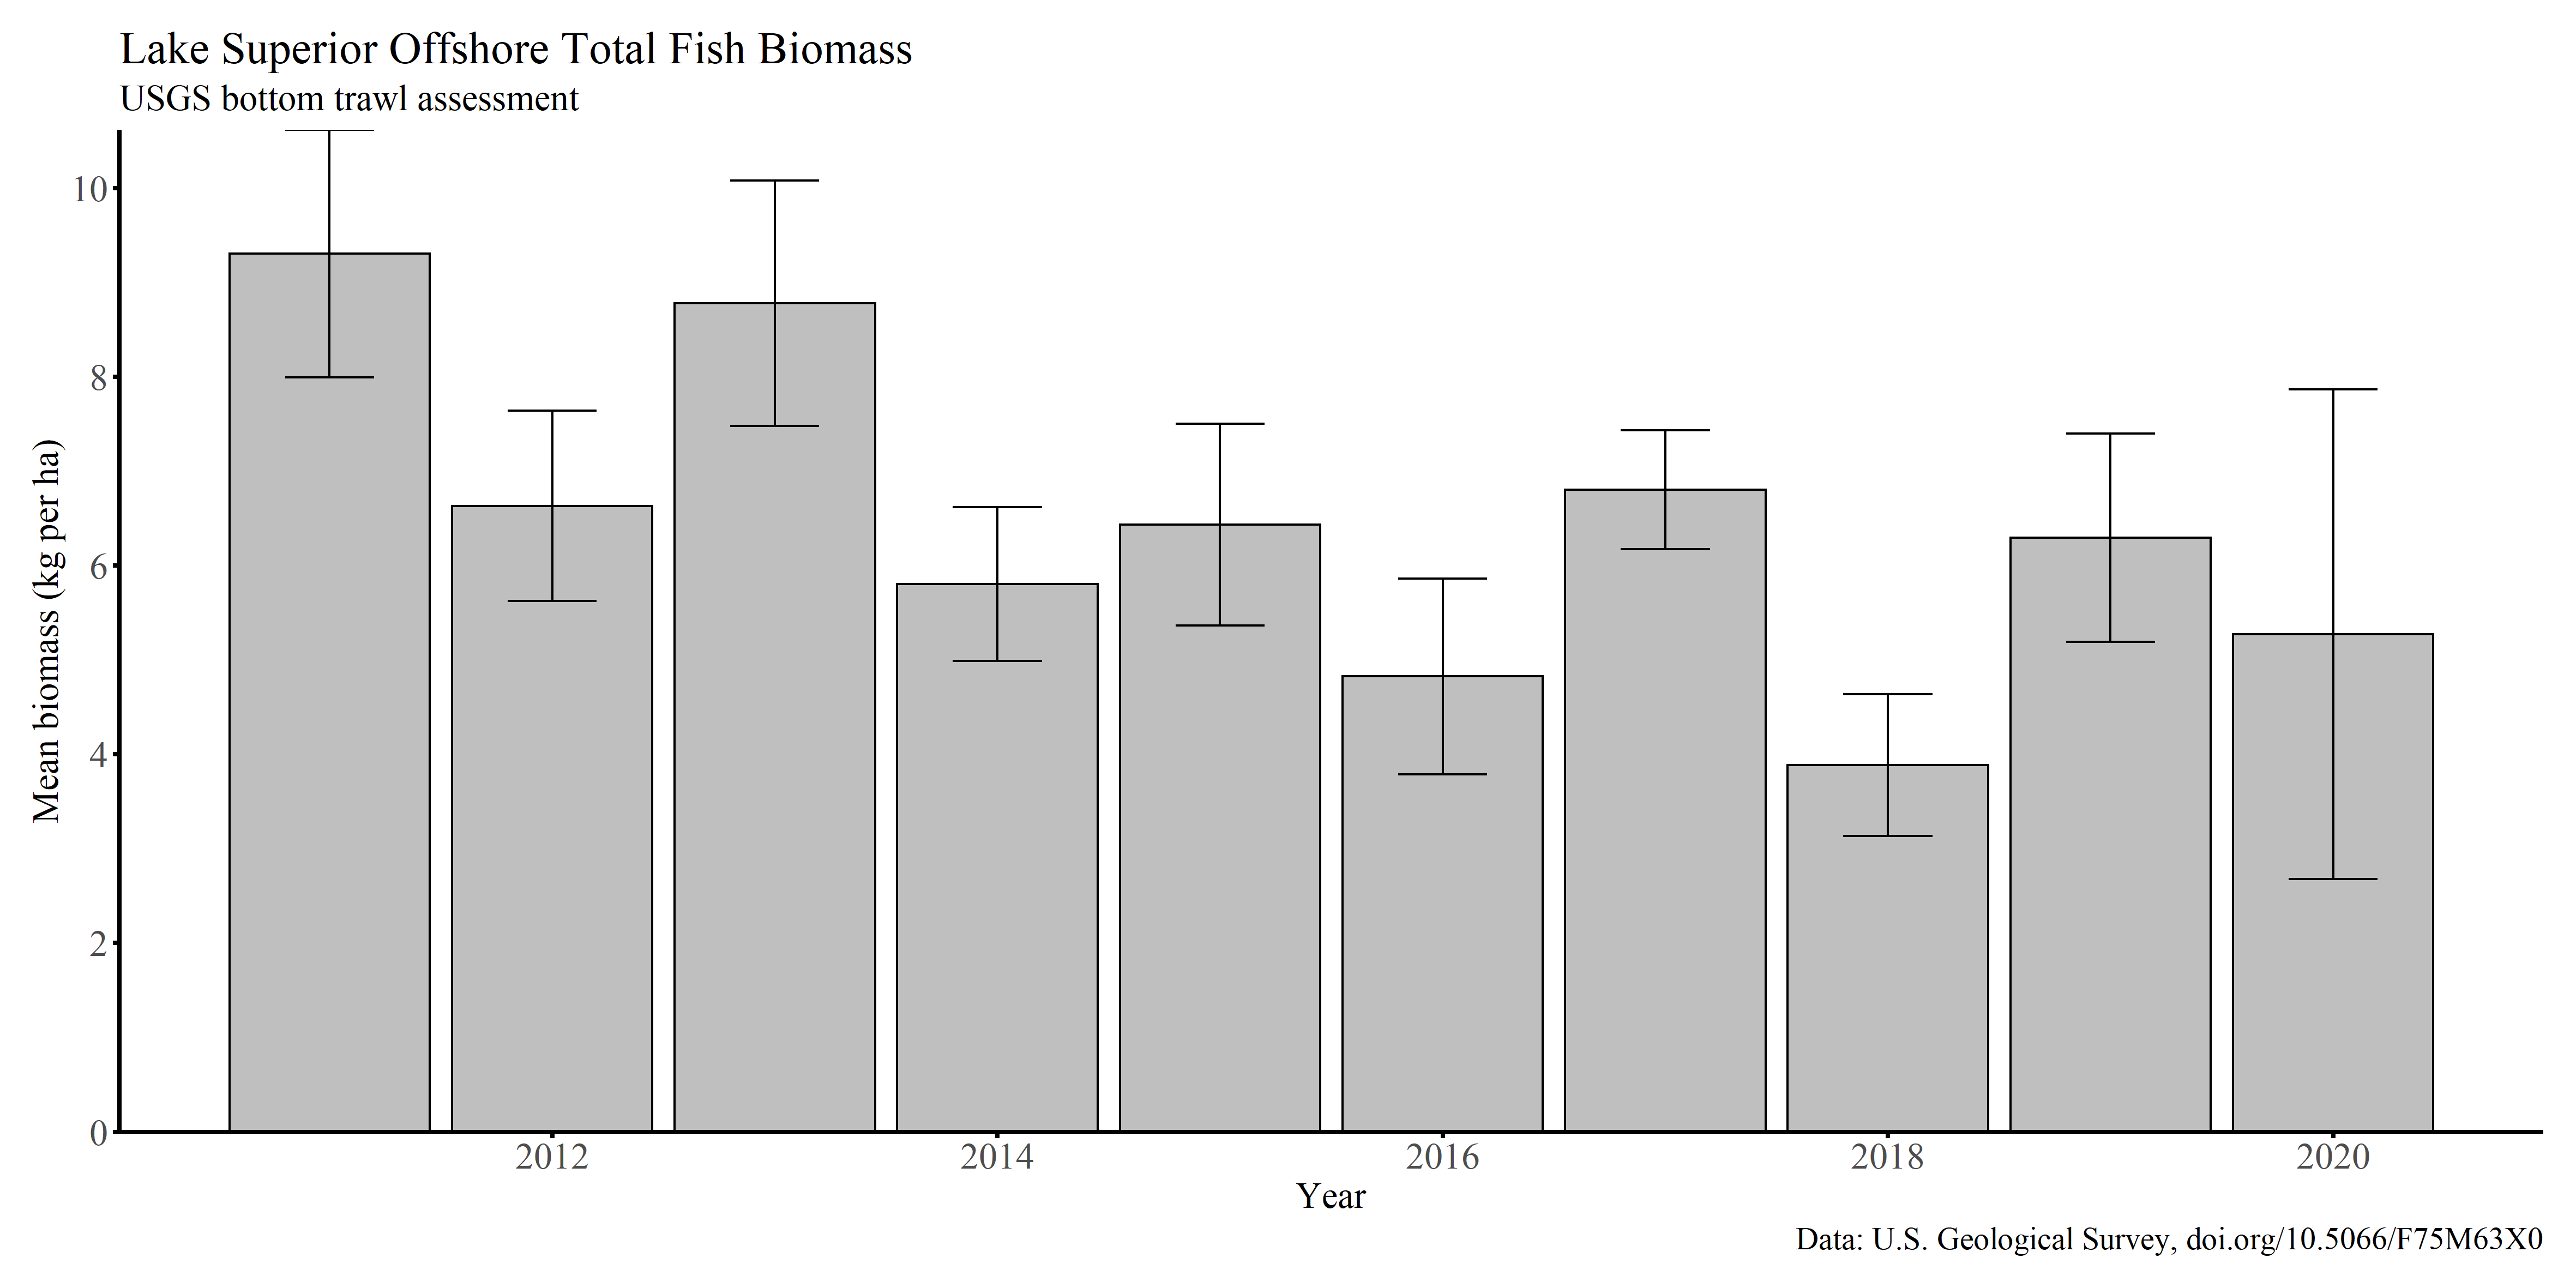 Lake Superior Offshore Total Fish Biomass
USGS bottom trawl assessment
Mean biomass (kg per ha)
10
8
6
4
2
0
2012 2014 2016 2018 2020
Year
Data: U.S. Geological Survey, doi.org/10.5066/F75M63X0